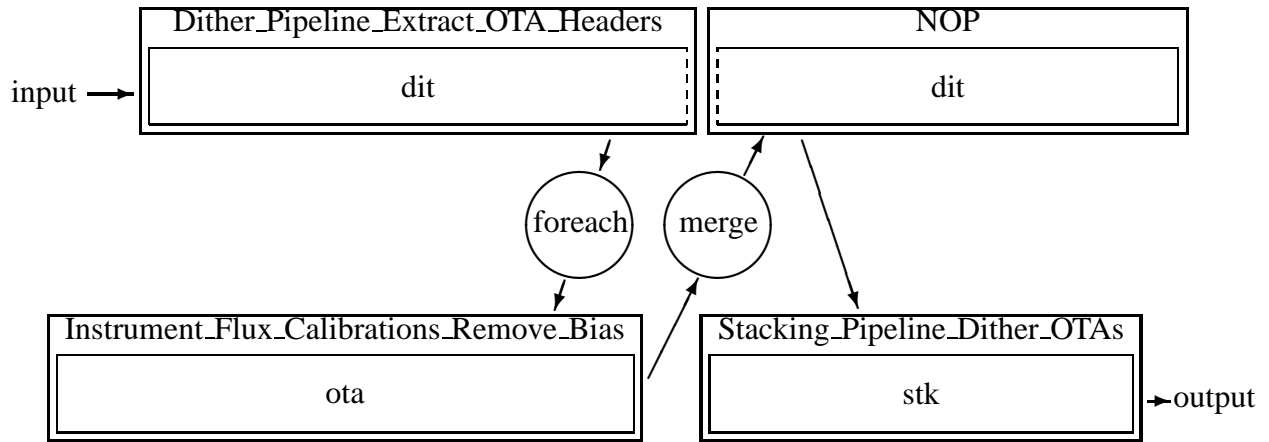 Dither_Pipeline_Extract_OTA_Headers
NOP
input
dit
dit
foreach
merge
Instrument_Flux_Calibrations_Remove_Bias
Stacking_Pipeline_Dither_OTAs
ota
stk
output